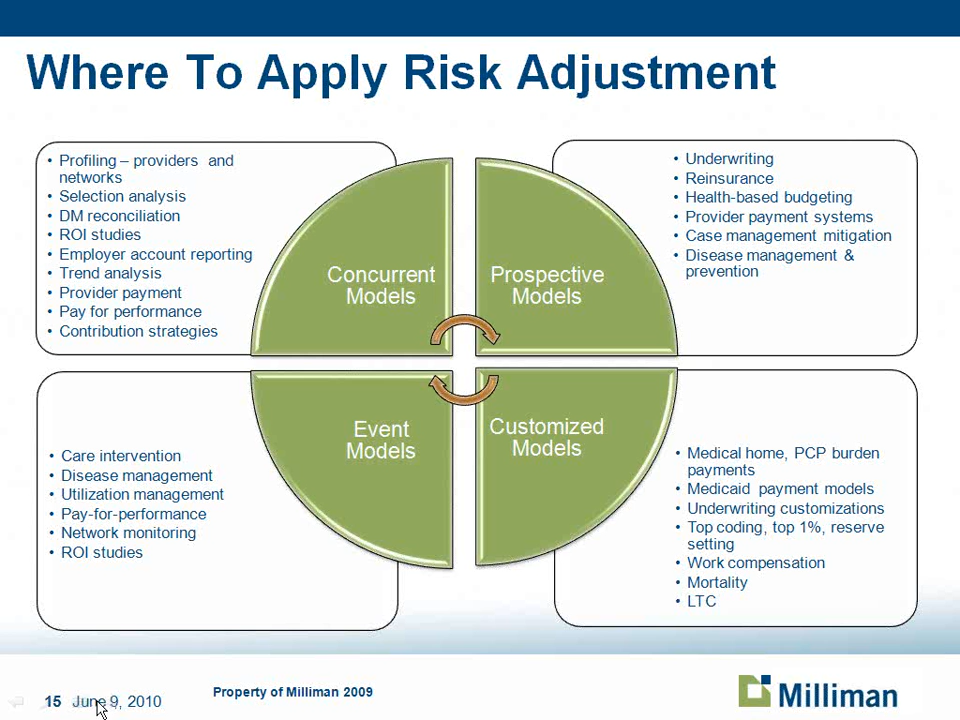 Where To Apply Risk Adjustment
• Profiling – providers and
networks
• Selection analysis
• DM reconciliation
• ROI studies
• Employer account reporting
• Trend analysis
• Provider payment
• Pay for performance
• Contribution strategies
Concurrent
Models
Prospective
Models
• Underwriting
• Reinsurance
• Health-based budgeting
• Provider payment systems
• Case management mitigation
• Disease management &
prevention
• Care intervention
• Disease management
• Utilization management
• Pay-for-performance
• Network monitoring
• ROI studies
Event
Models
Customized
Models
• Medical home, PCP burden
payments
• Medicaid payment models
• Underwriting customizations
• Top coding, top 1%, reserve
setting
• Work compensation
• Mortality
• LTC
15 June 9, 2010
Property of Milliman 2009
Milliman